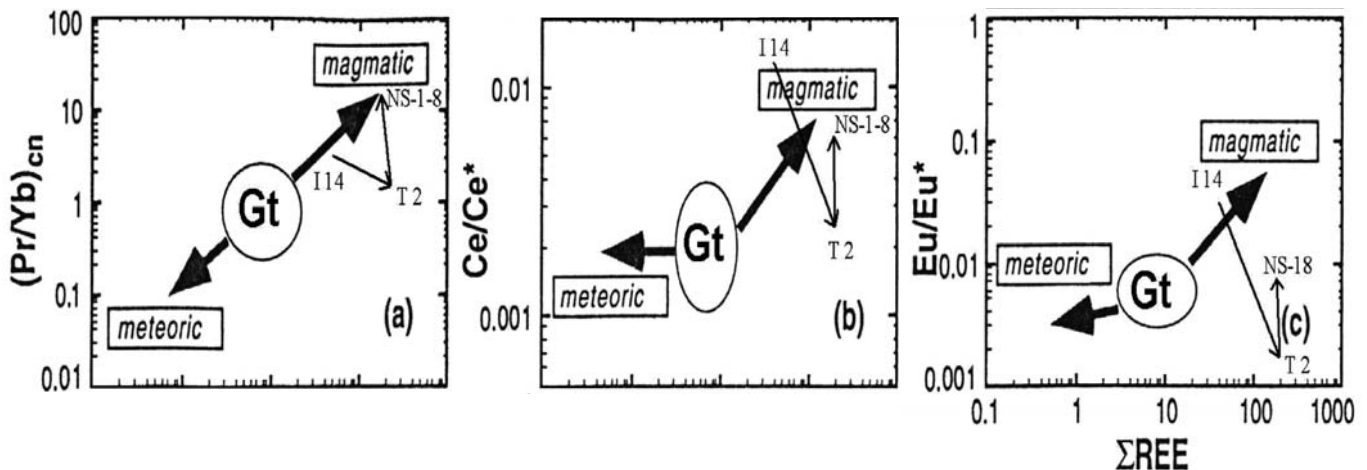 100
10
1
0.1
0.01
(Pr/Yb)cn
magmatic
NS-1-8
I14
T 2
Gt
meteoric
(a)
0.01
0.001
Ce/Ce*
I14
magmatic
NS-1-8
Gt
T 2
meteoric
(b)
1
0.1
0.01
0.001
Eu/Eu*
magmatic
I14
meteoric
Gt
NS-18
(c)
T 2
0.1 1 10 100 1000
ΣREE